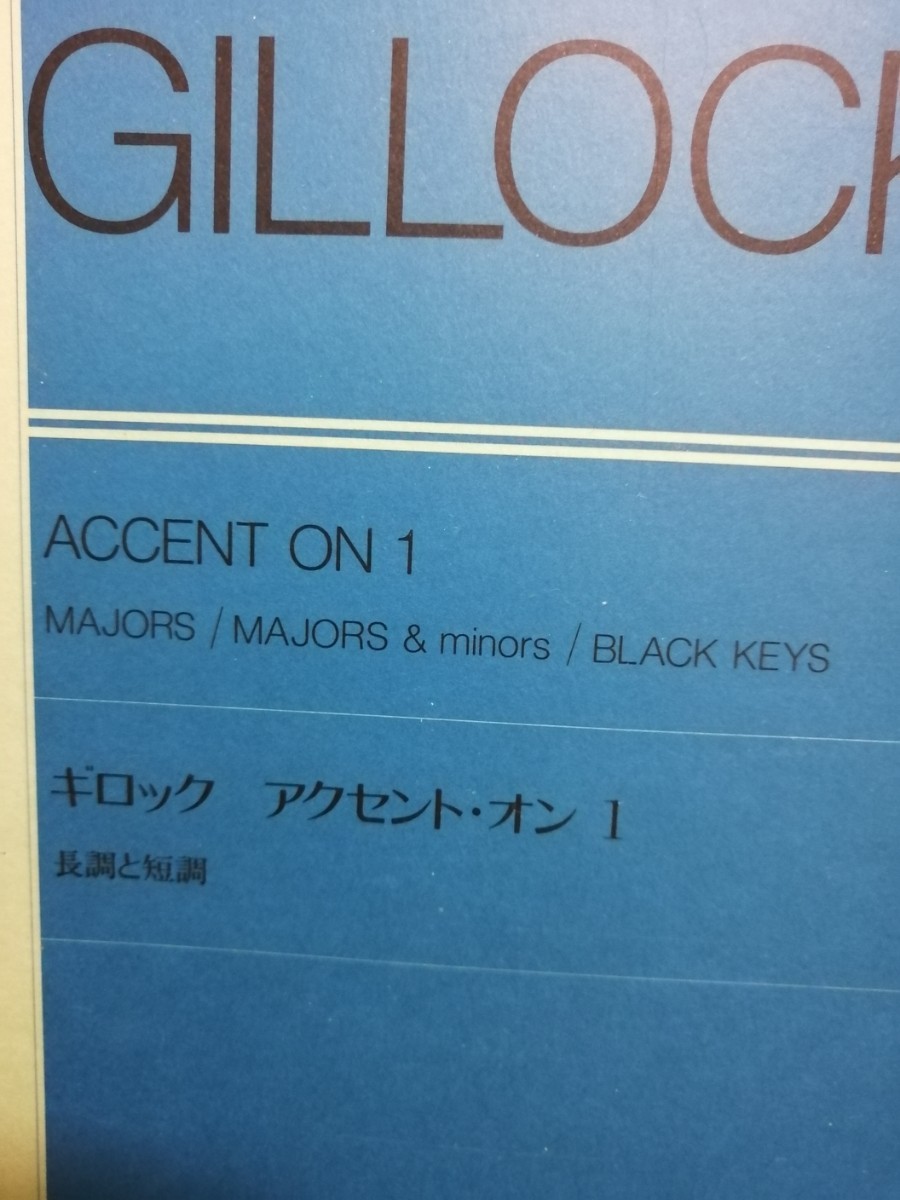 GILLOCK
ACCENT ON 1
MAJORS / MAJORS & minors / BLACK KEYS
ギロック アクセント・オン 1
長調と短調